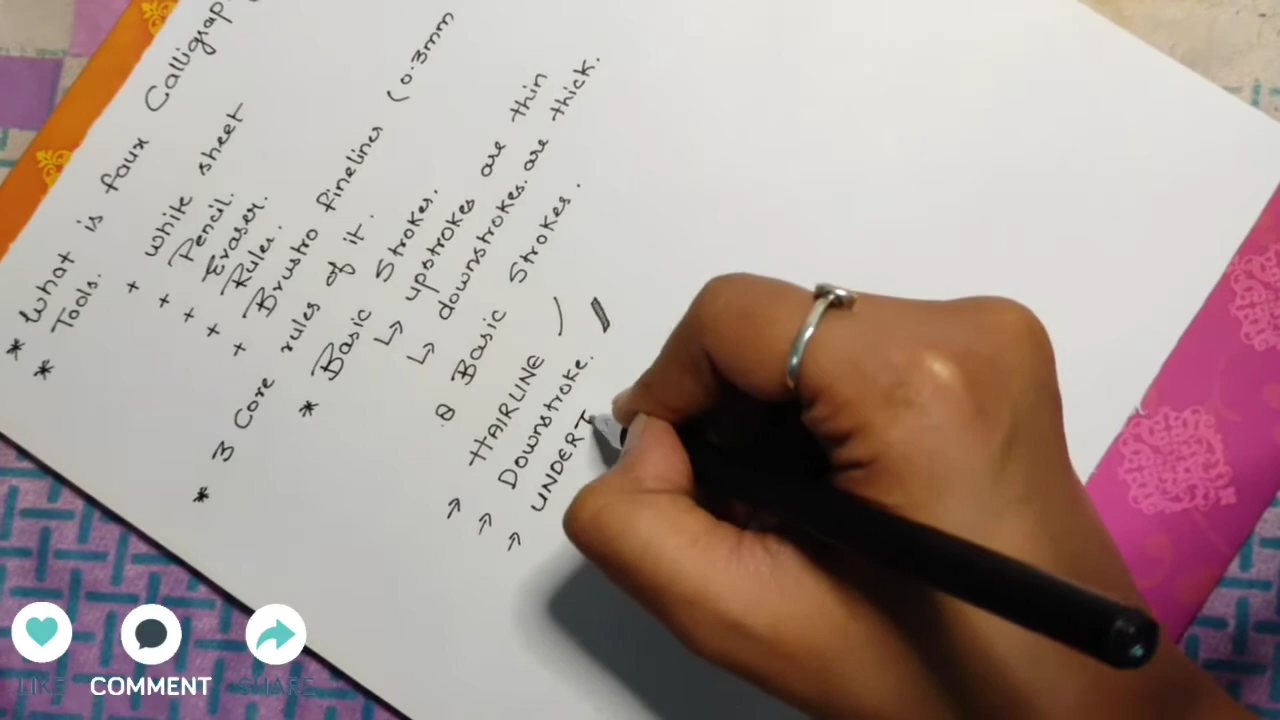 * What is faux Calligrap
* Tools.
+ white sheet
+ Pencil.
+ Eraser.
+ Ruler.
+ Brustro fineliner (0.3mm
* 3 Core rules of it.
* Basic Strokes.
↳ upstrokes are thin
↳ downstrokes are thick.
8 Basic Strokes.
→ HAIRLINE /
→ Downstroke.
→ UNDERT
LIKE COMMENT SHARE